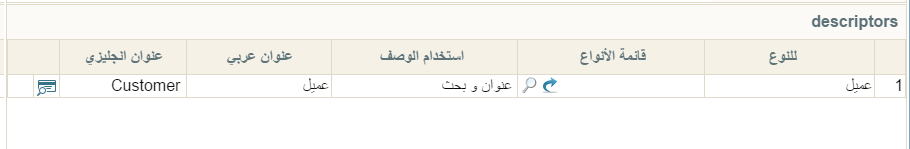 descriptors
للنوع قائمة الأنواع استخدام الوصف عنوان عربي عنوان انجليزي
1 عميل عنوان و بحث عميل Customer